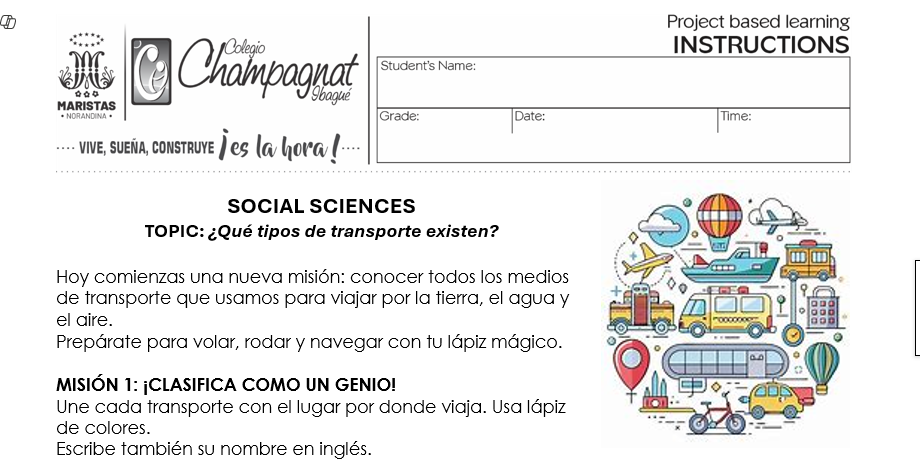 Project based learning
INSTRUCTIONS
MARISTAS
• NORANDINA •
Colegio
Champagnat
Ibagué
VIVE, SUEÑA, CONSTRUYE ¡es la hora!
Student's Name:
Grade:
Date:
Time:
SOCIAL SCIENCES
TOPIC: ¿Qué tipos de transporte existen?
Hoy comienzas una nueva misión: conocer todos los medios
de transporte que usamos para viajar por la tierra, el agua y
el aire.
Prepárate para volar, rodar y navegar con tu lápiz mágico.
MISIÓN 1: ¡CLASIFICA COMO UN GENIO!
Une cada transporte con el lugar por donde viaja. Usa lápiz
de colores.
Escribe también su nombre en inglés.